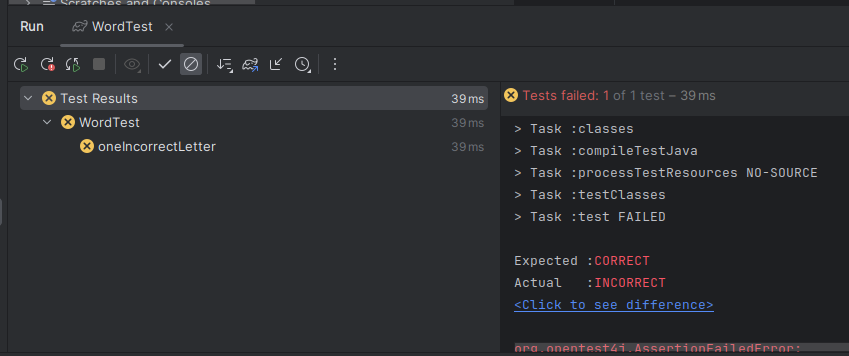 Scratches and Consoles
Run
WordTest
Test Results 39 ms
WordTest 39 ms
oneIncorrectLetter 39 ms
Tests failed: 1 of 1 test – 39 ms
> Task :classes
> Task :compileTestJava
> Task :processTestResources NO-SOURCE
> Task :testClasses
> Task :test FAILED
Expected :CORRECT
Actual :INCORRECT
<Click to see difference>
org.opentest4j.AssertionFailedError: